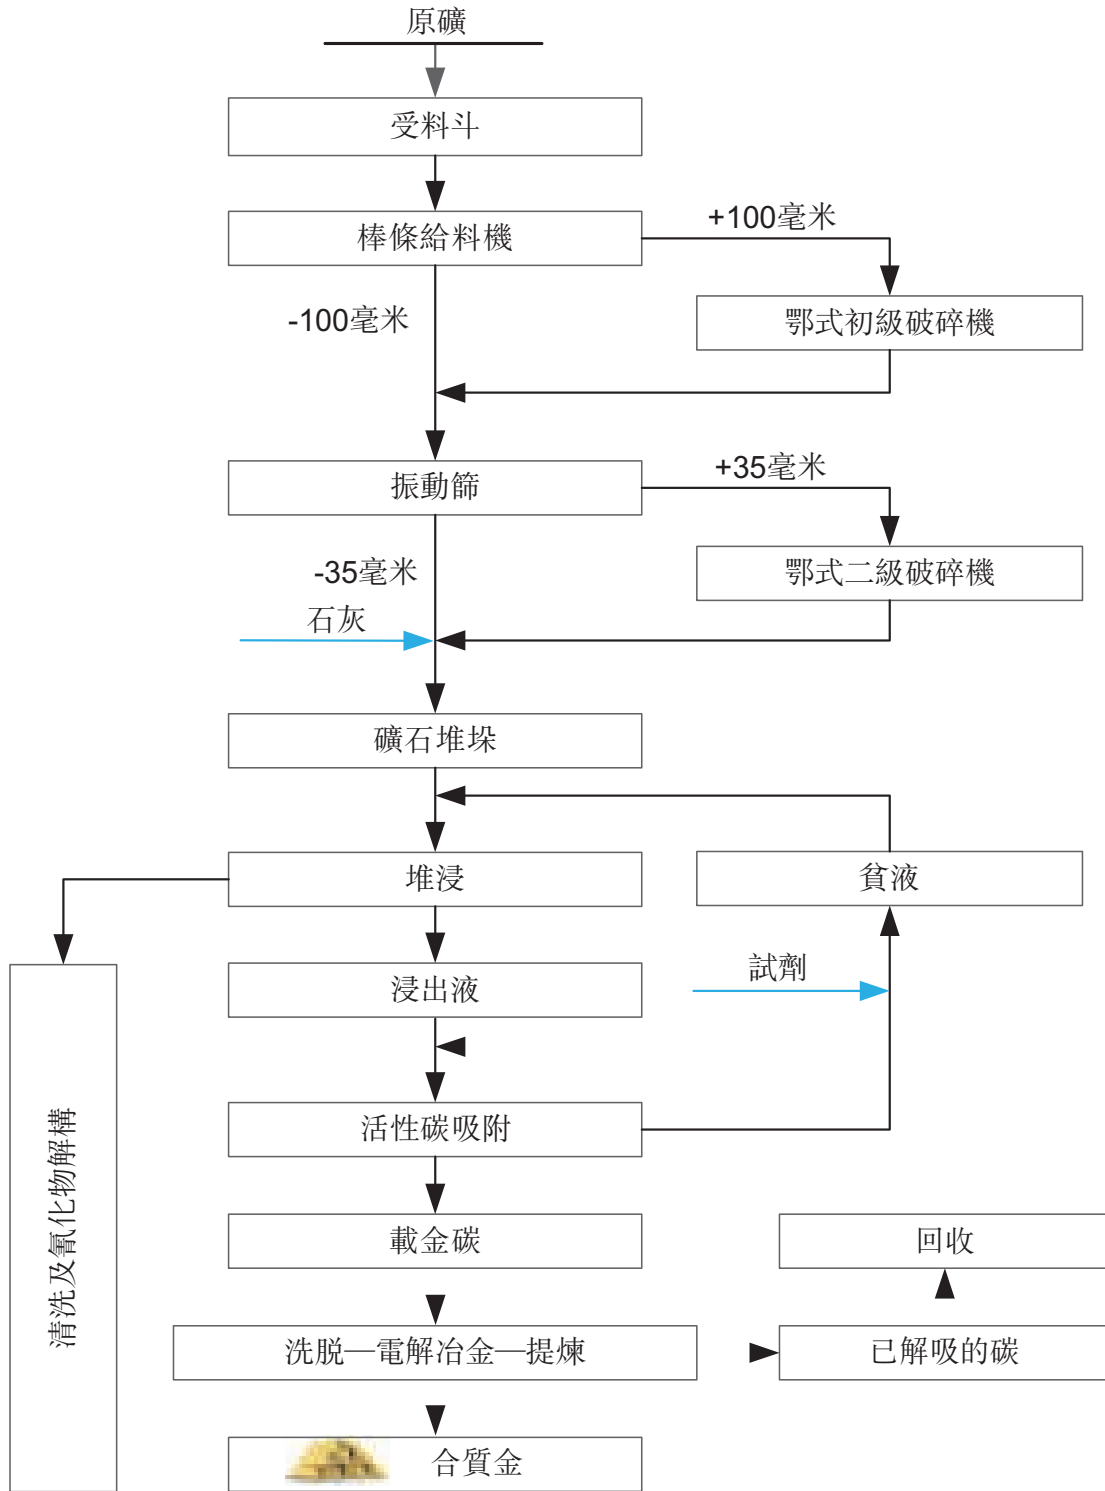 原礦
受料斗
棒條給料機
+100毫米
-100毫米
鄂式初級破碎機
振動篩
+35毫米
-35毫米
鄂式二級破碎機
石灰
礦石堆垛
堆浸
貧液
浸出液
試劑
活性碳吸附
清洗及氰化物解構
載金碳
回收
洗脱—電解冶金—提煉
已解吸的碳
合質金